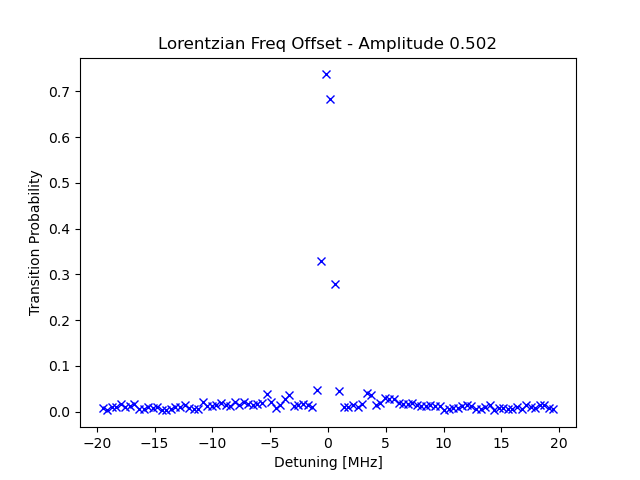 Lorentzian Freq Offset - Amplitude 0.502
0.7
0.6
0.5
0.4
0.3
0.2
0.1
0.0
Transition Probability
−20 −15 −10 −5 0 5 10 15 20
Detuning [MHz]